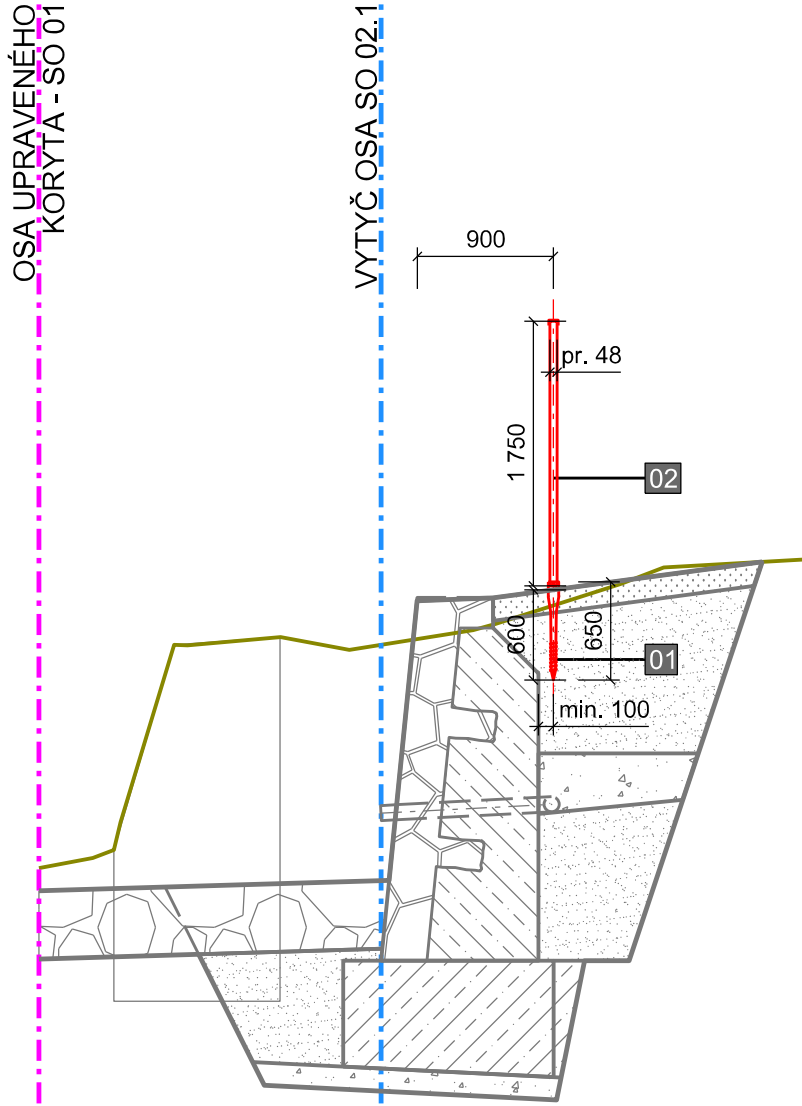 OSA UPRAVENÉHO
KORYTA - SO 01
VYTYČ OSA SO 02.1
900
pr. 48
1 750
02
600
650
01
min. 100